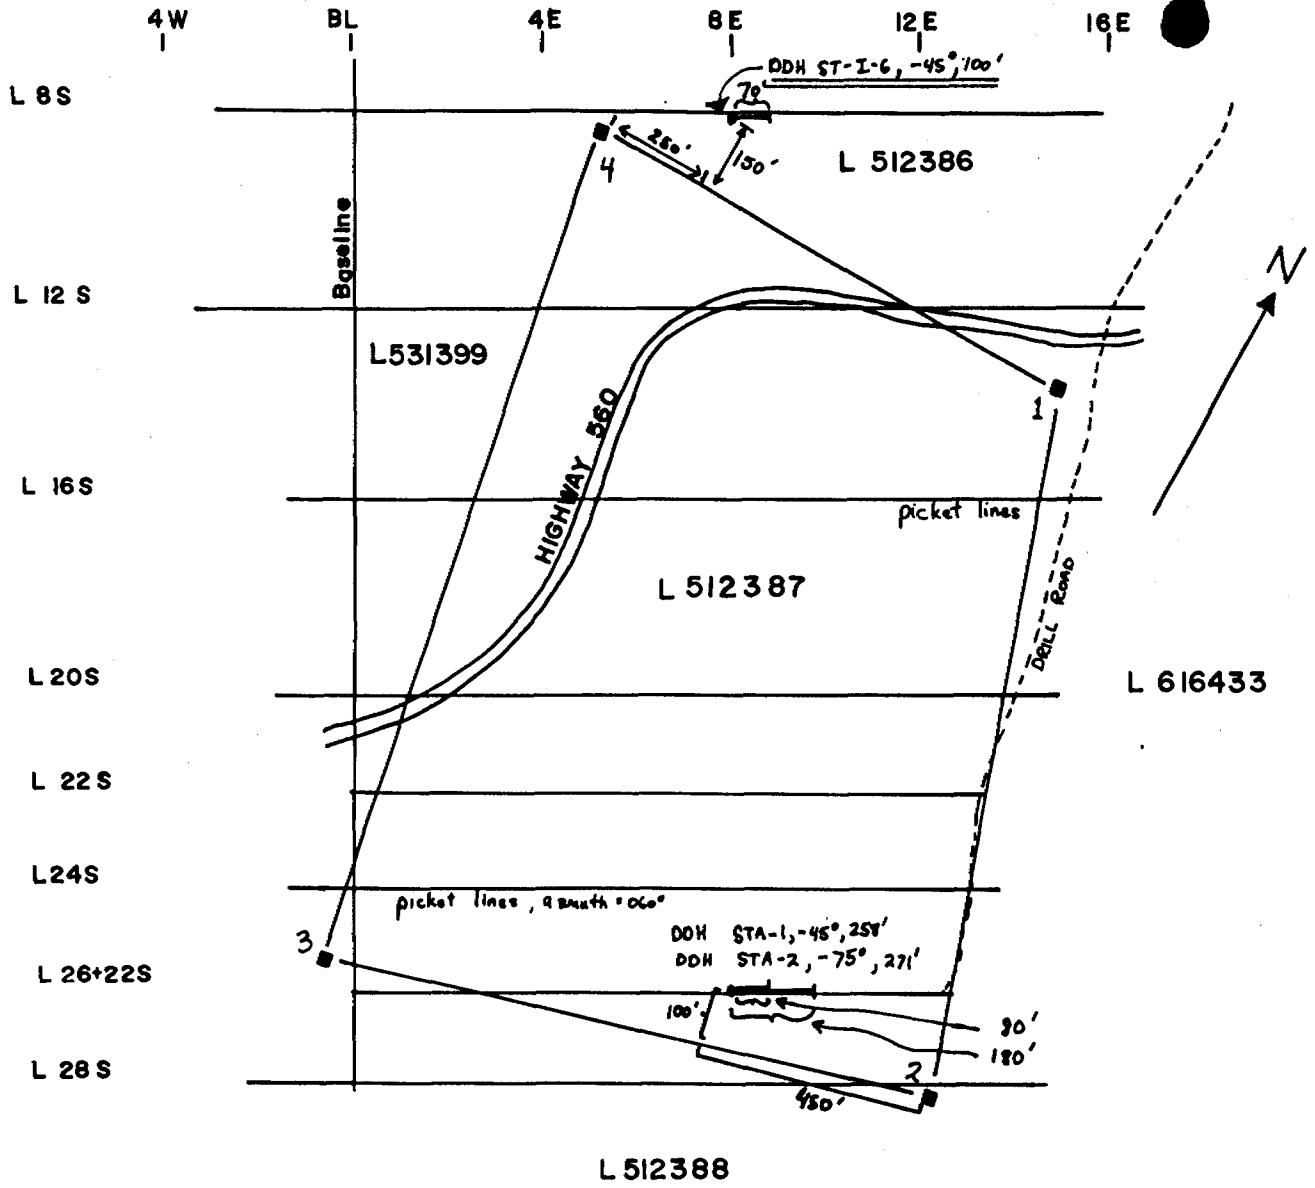 4W BL 4E 8E 12E 16E
DDH ST-I-6, -45°, 100'
L 8S
70'
250'
150'
L 512386
4
Baseline
N
L 12 S
L531399
HIGHWAY 560
1
L 16S
picket lines
L 512387
DRILL ROAD
L 20S
L 616433
L 22S
L24S
picket lines, azmuth = 060°
3
DDH STA-1, -45°, 258'
DDH STA-2, -75°, 271'
L 26+22S
100'
80'
180'
L 28S
2
450'
L 512388